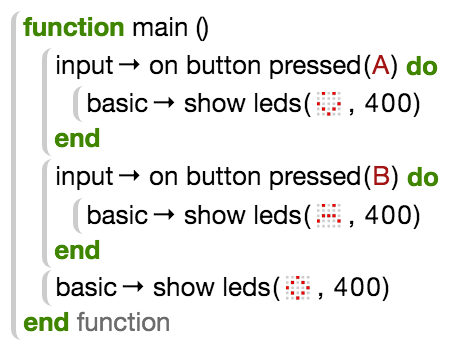 function main ()
input → on button pressed(A) do
basic → show leds( , 400)
end
input → on button pressed(B) do
basic → show leds( , 400)
end
basic → show leds( , 400)
end function